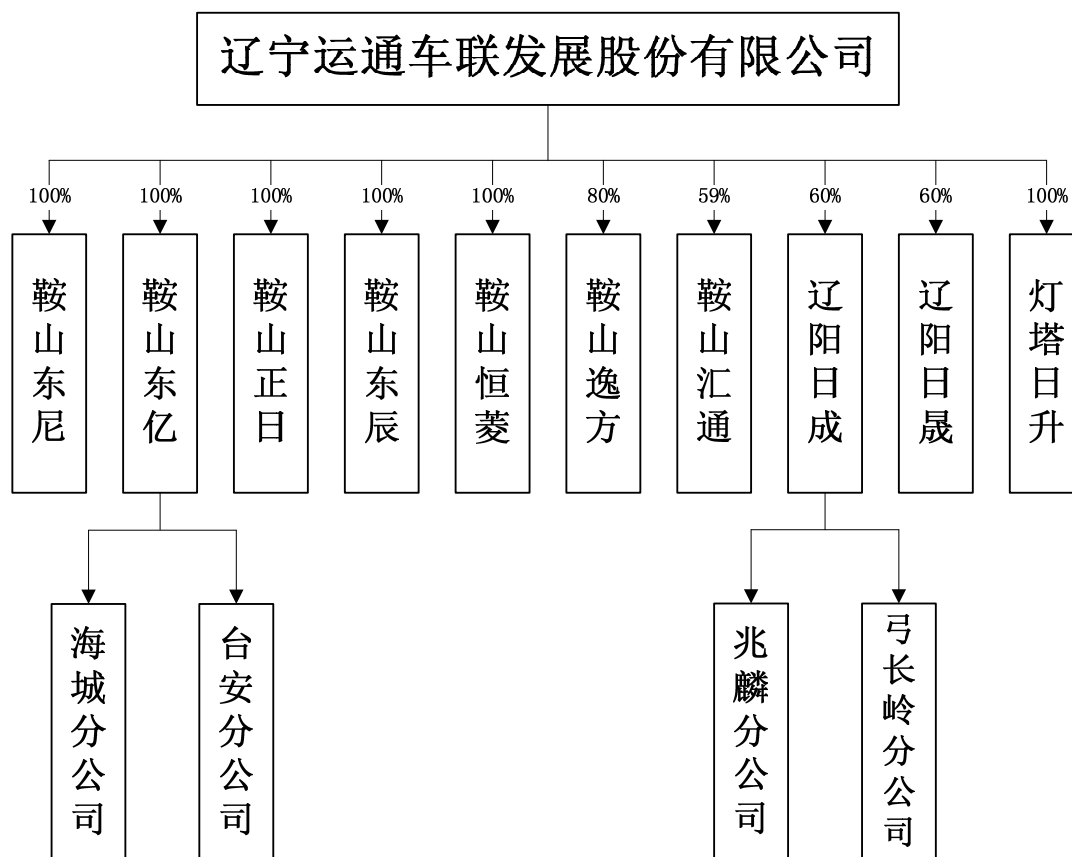 辽宁运通车联发展股份有限公司
100% 100% 100% 100% 100% 80% 59% 60% 60% 100%
鞍山东尼
鞍山东亿
鞍山正日
鞍山东辰
鞍山恒菱
鞍山逸方
鞍山汇通
辽阳日成
辽阳日晟
灯塔日升
海城分公司
台安分公司
兆麟分公司
弓长岭分公司